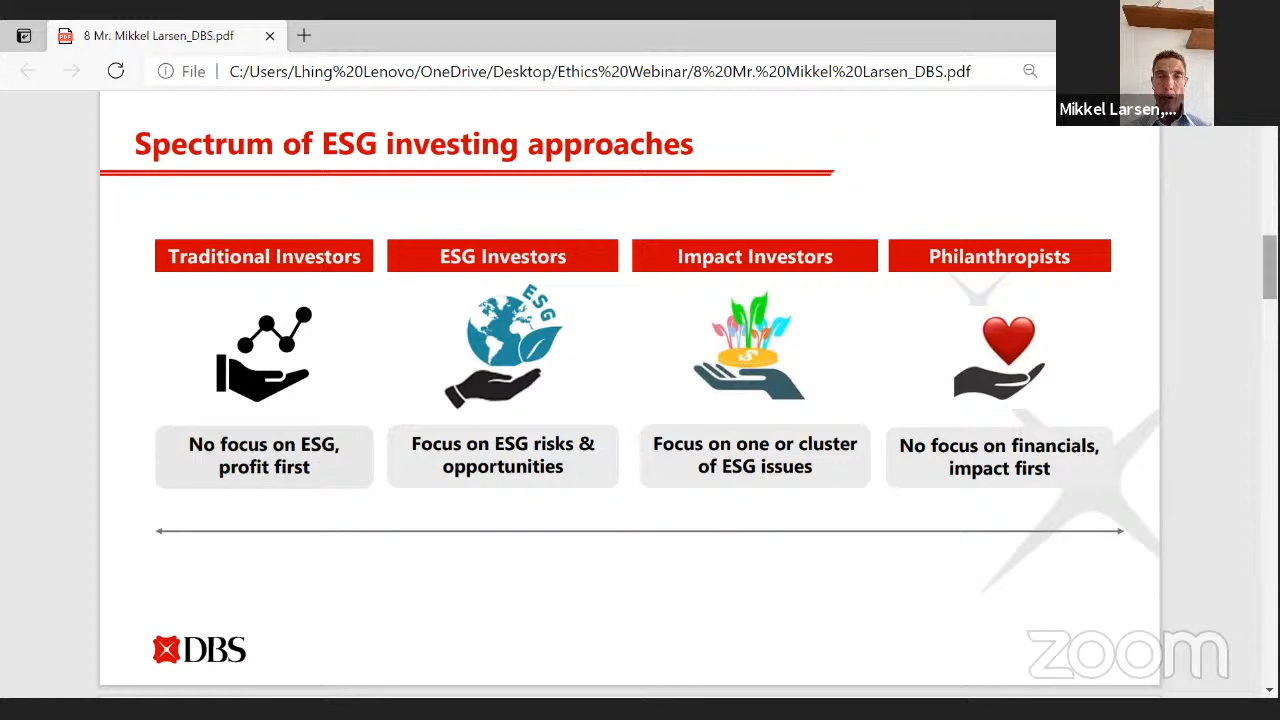 8 Mr. Mikkel Larsen_DBS.pdf
File | C:/Users/Lhing%20Lenovo/OneDrive/Desktop/Ethics%20Webinar/8%20Mr.%20Mikkel%20Larsen_DBS.pdf
Mikkel Larsen,...
Spectrum of ESG investing approaches
Traditional Investors
ESG Investors
Impact Investors
Philanthropists
ESG
$
No focus on ESG,
profit first
Focus on ESG risks &
opportunities
Focus on one or cluster
of ESG issues
No focus on financials,
impact first
DBS
zoom